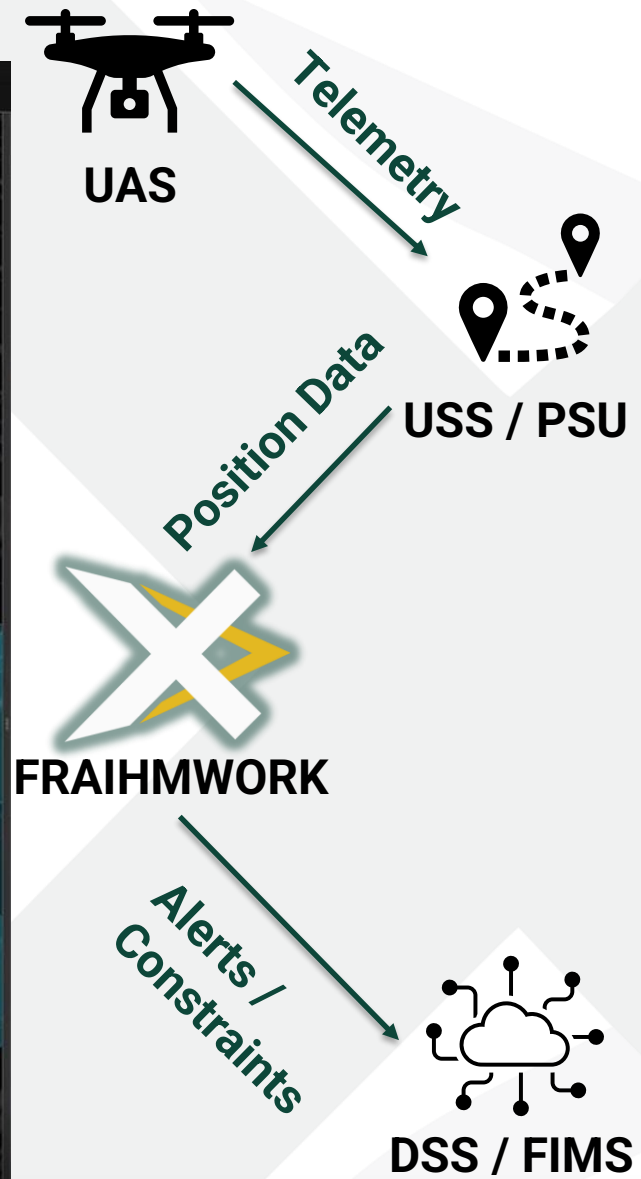 UAS
Telemetry
USS / PSU
Position Data
FRAIHMWORK
Alerts /
Constraints
DSS / FIMS